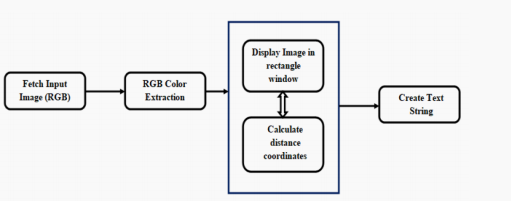 Fetch Input
Image (RGB)
RGB Color
Extraction
Display Image in
rectangle
window
Calculate
distance
coordinates
Create Text
String